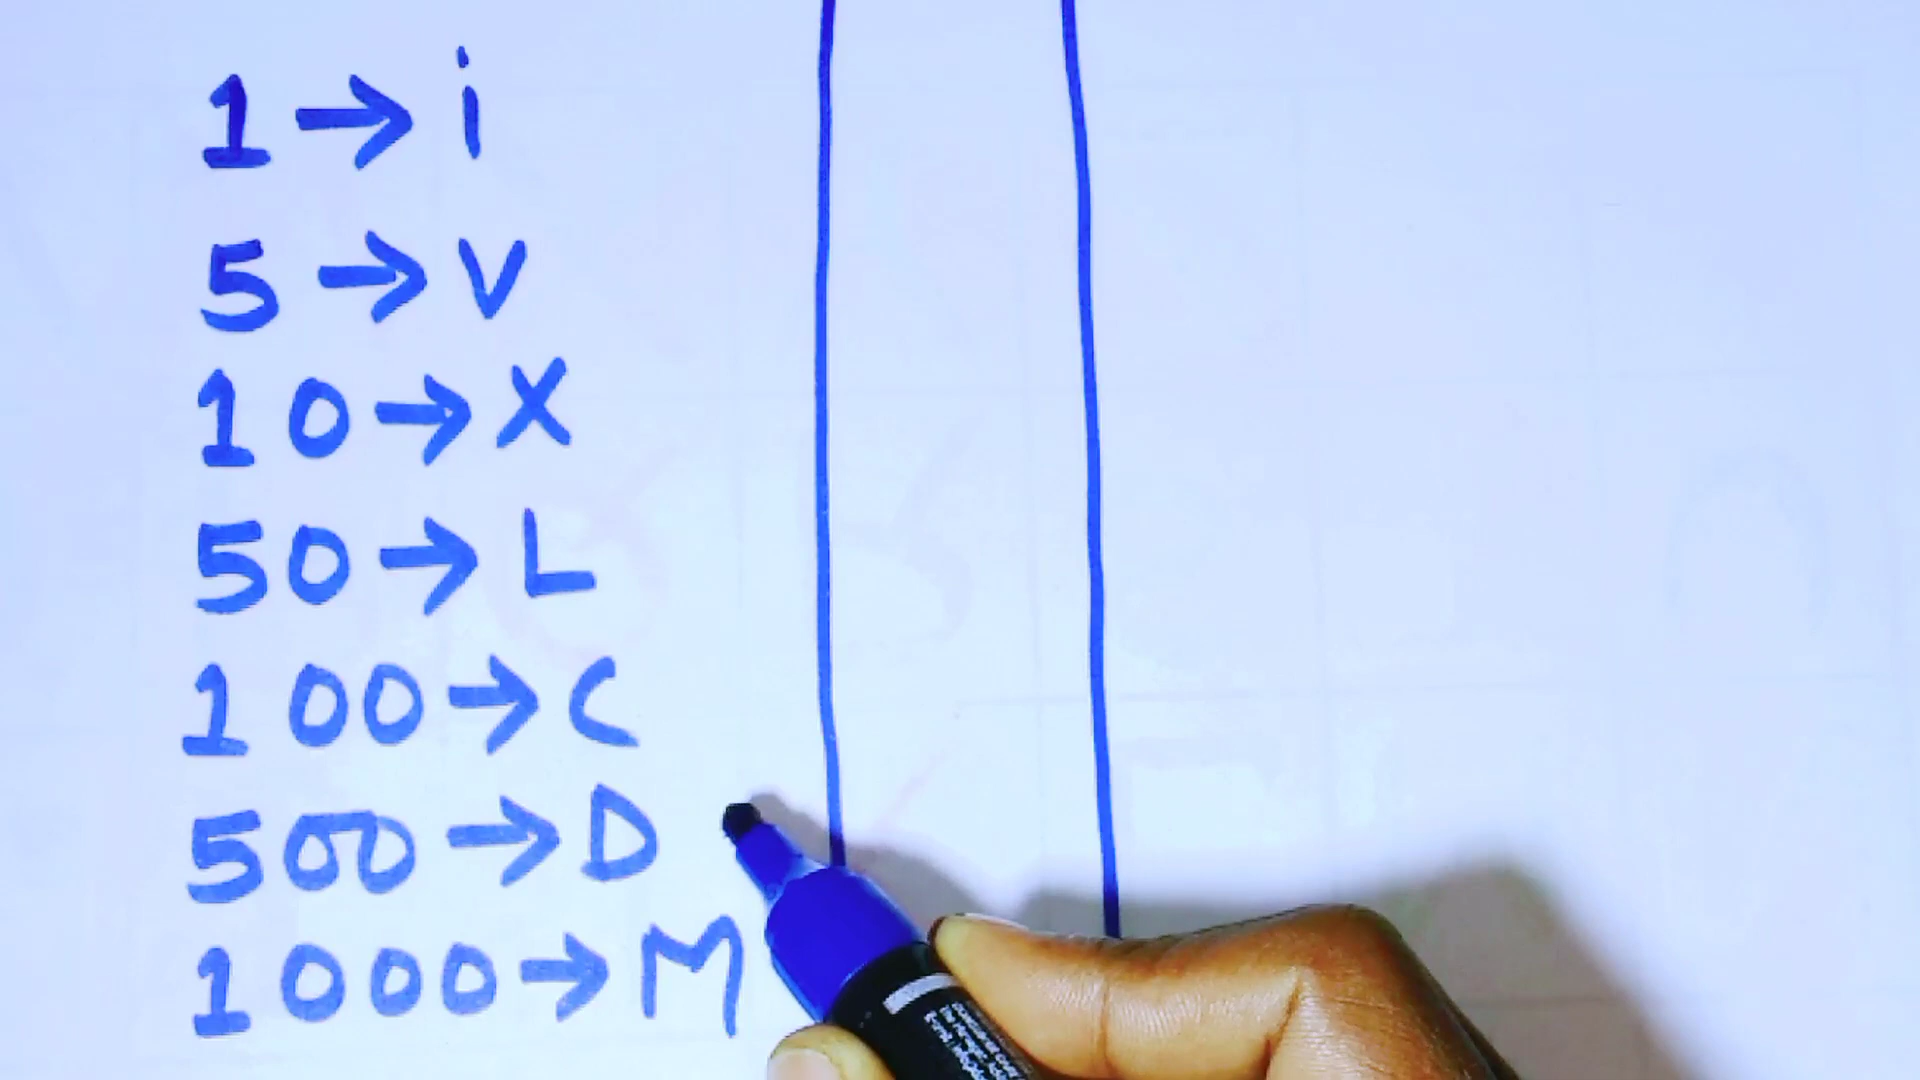 1 → i
5 → V
10 → X
50 → L
100 → C
500 → D
1000 → M